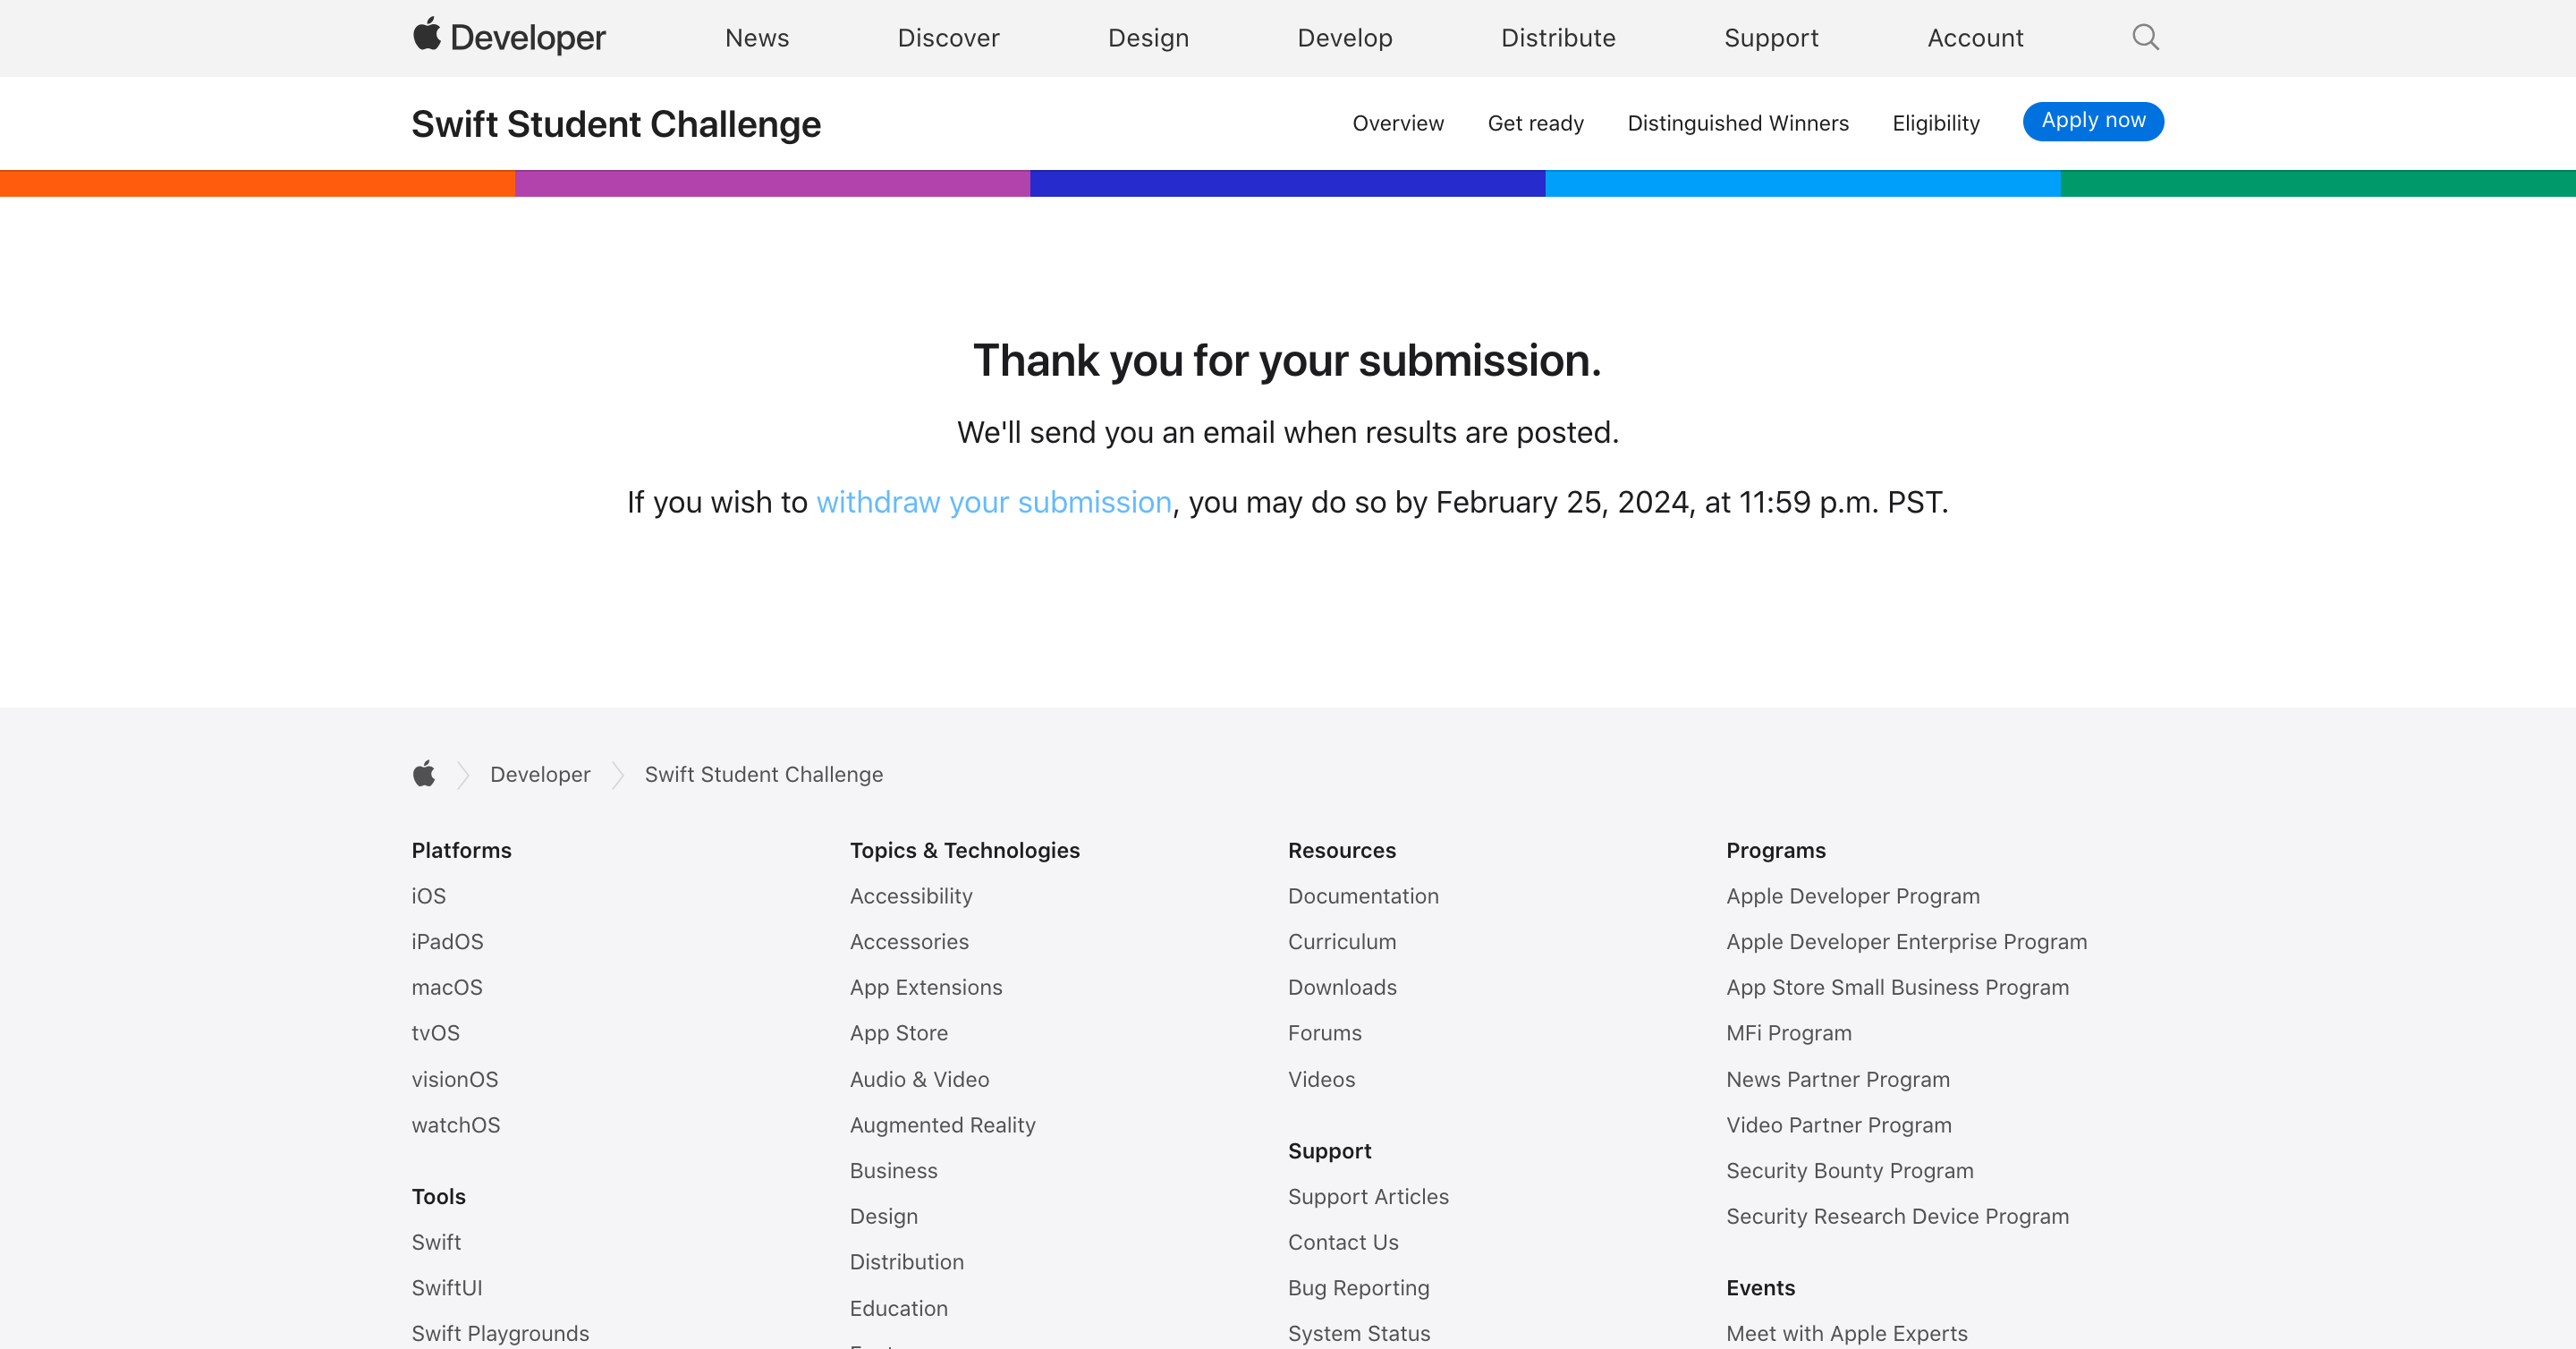 Developer
News
Discover
Design
Develop
Distribute
Support
Account
Swift Student Challenge
Overview
Get ready
Distinguished Winners
Eligibility
Apply now
Thank you for your submission.
We'll send you an email when results are posted.
If you wish to withdraw your submission, you may do so by February 25, 2024, at 11:59 p.m. PST.
Developer
Swift Student Challenge
Platforms
iOS
iPadOS
macOS
tvOS
visionOS
watchOS
Tools
Swift
SwiftUI
Swift Playgrounds
Topics & Technologies
Accessibility
Accessories
App Extensions
App Store
Audio & Video
Augmented Reality
Business
Design
Distribution
Education
Resources
Documentation
Curriculum
Downloads
Forums
Videos
Support
Support Articles
Contact Us
Bug Reporting
System Status
Programs
Apple Developer Program
Apple Developer Enterprise Program
App Store Small Business Program
MFi Program
News Partner Program
Video Partner Program
Security Bounty Program
Security Research Device Program
Events
Meet with Apple Experts